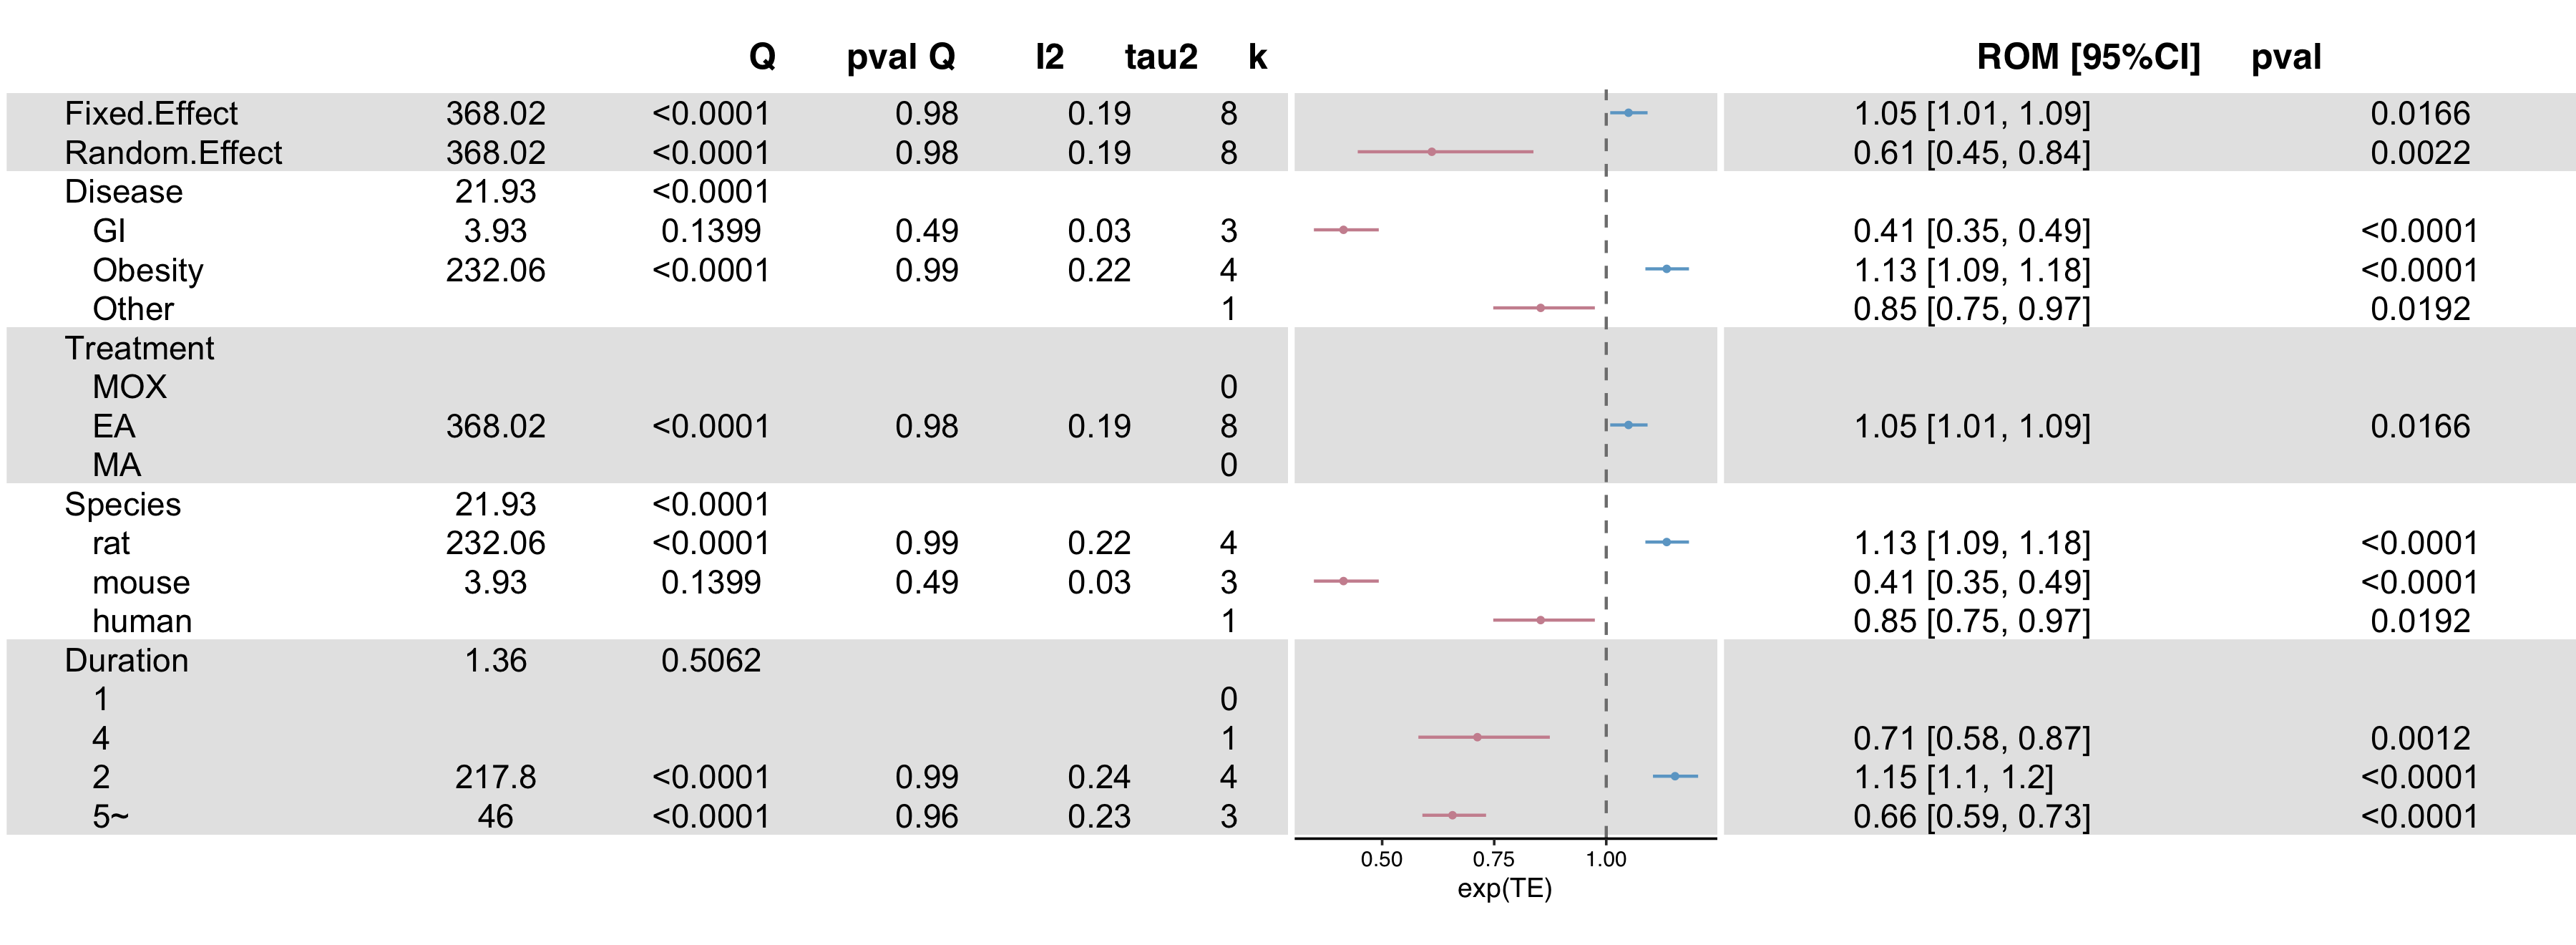 Q pval Q I2 tau2 k ROM [95%CI] pval
Fixed.Effect 368.02 <0.0001 0.98 0.19 8 1.05 [1.01, 1.09] 0.0166
Random.Effect 368.02 <0.0001 0.98 0.19 8 0.61 [0.45, 0.84] 0.0022
Disease 21.93 <0.0001
GI 3.93 0.1399 0.49 0.03 3 0.41 [0.35, 0.49] <0.0001
Obesity 232.06 <0.0001 0.99 0.22 4 1.13 [1.09, 1.18] <0.0001
Other 1 0.85 [0.75, 0.97] 0.0192
Treatment
MOX 0
EA 368.02 <0.0001 0.98 0.19 8 1.05 [1.01, 1.09] 0.0166
MA 0
Species 21.93 <0.0001
rat 232.06 <0.0001 0.99 0.22 4 1.13 [1.09, 1.18] <0.0001
mouse 3.93 0.1399 0.49 0.03 3 0.41 [0.35, 0.49] <0.0001
human 1 0.85 [0.75, 0.97] 0.0192
Duration 1.36 0.5062
1 0
4 1 0.71 [0.58, 0.87] 0.0012
2 217.8 <0.0001 0.99 0.24 4 1.15 [1.1, 1.2] <0.0001
5~ 46 <0.0001 0.96 0.23 3 0.66 [0.59, 0.73] <0.0001
0.50 0.75 1.00
exp(TE)